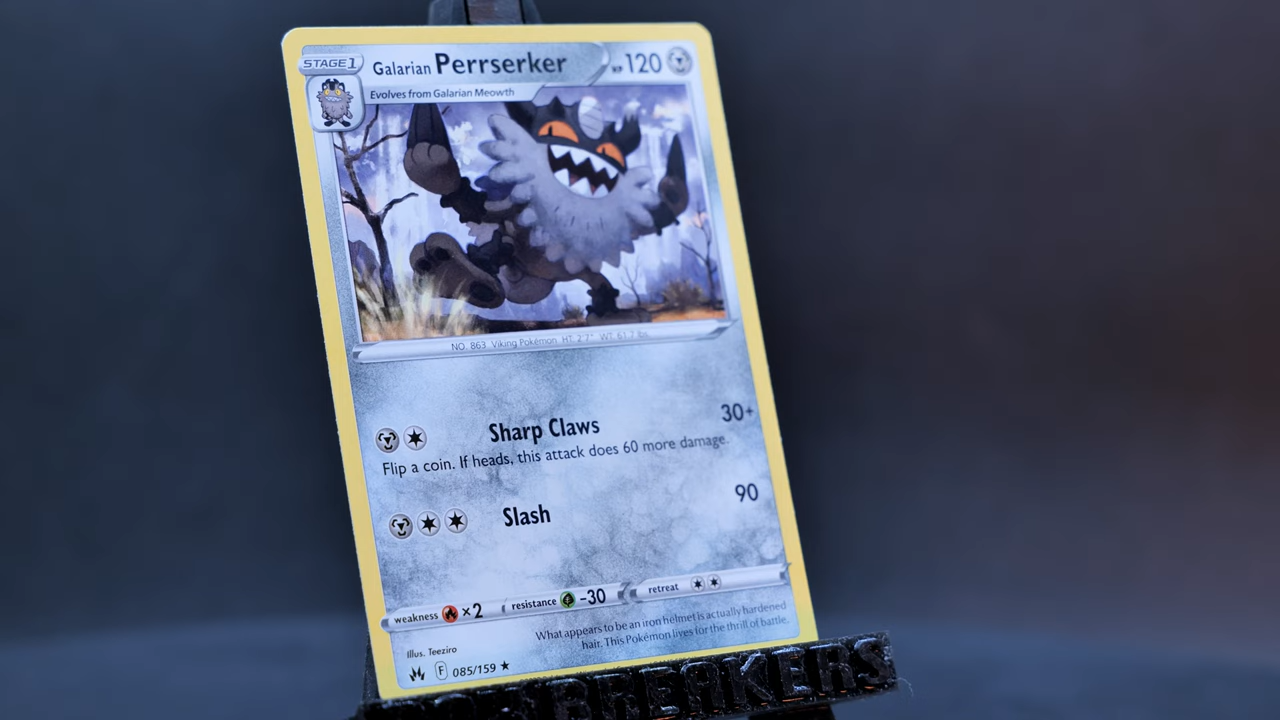 STAGE 1
Galarian Perrserker HP 120
Evolves from Galarian Meowth
NO. 863 Viking Pokémon HT. 2'7" WT. 61.7 lbs.
Sharp Claws 30+
Flip a coin. If heads, this attack does 60 more damage.
Slash 90
weakness ×2 resistance -30 retreat
What appears to be an iron helmet is actually hardened
hair. This Pokémon lives for the thrill of battle.
Illus. Teeziro
F 085/159 ★
BREAKERS